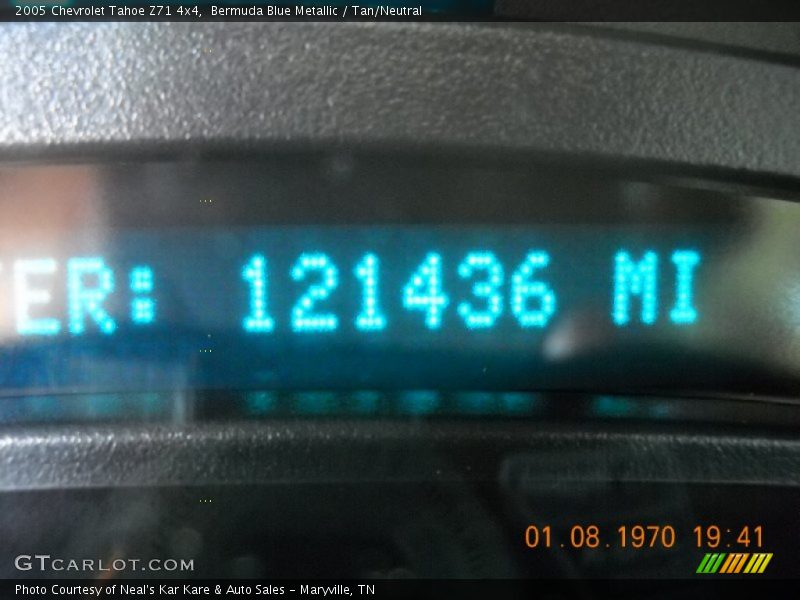 2005 Chevrolet Tahoe Z71 4x4, Bermuda Blue Metallic / Tan/Neutral
ER: 121436 MI
01.08.1970 19:41
GTCARLOT.COM
Photo Courtesy of Neal's Kar Kare & Auto Sales - Maryville, TN